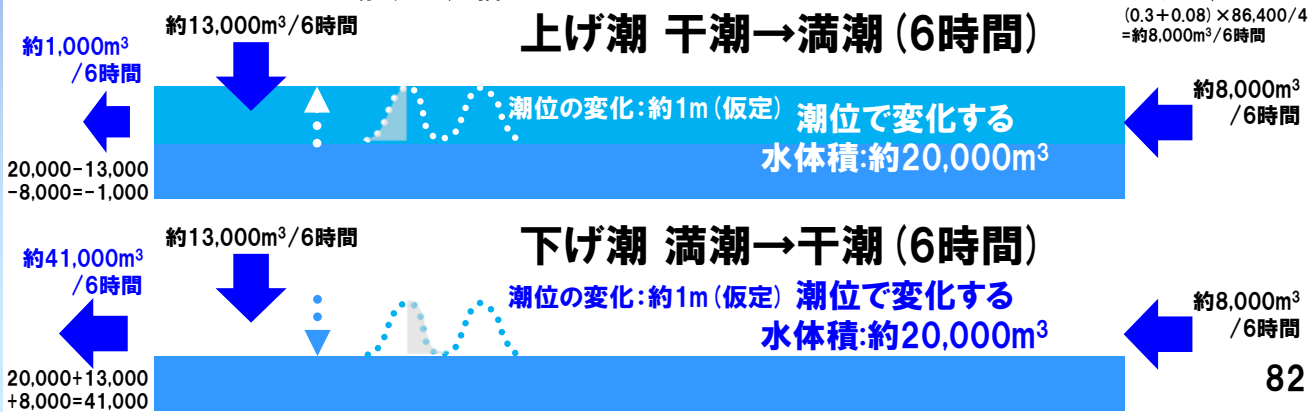 (0.3+0.08)×86,400/4
=約8,000m³/6時間
上げ潮 干潮→満潮(6時間)
約13,000m³/6時間
約1,000m³
/6時間
潮位の変化:約1m(仮定)
潮位で変化する
水体積:約20,000m³
約8,000m³
/6時間
20,000-13,000
-8,000=-1,000
下げ潮 満潮→干潮(6時間)
約13,000m³/6時間
約41,000m³
/6時間
潮位の変化:約1m(仮定)
潮位で変化する
水体積:約20,000m³
約8,000m³
/6時間
20,000+13,000
+8,000=41,000
82